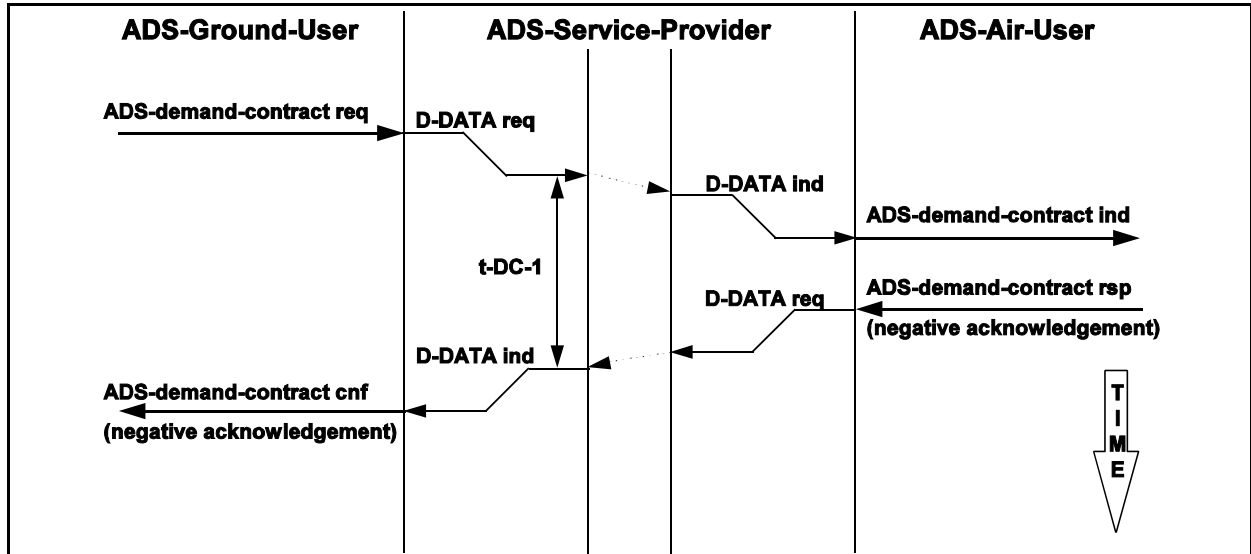 ADS-Ground-User
ADS-Service-Provider
ADS-Air-User
ADS-demand-contract req
D-DATA req
D-DATA ind
ADS-demand-contract ind
t-DC-1
D-DATA req
ADS-demand-contract rsp
(negative acknowledgement)
D-DATA ind
ADS-demand-contract cnf
(negative acknowledgement)
TIME